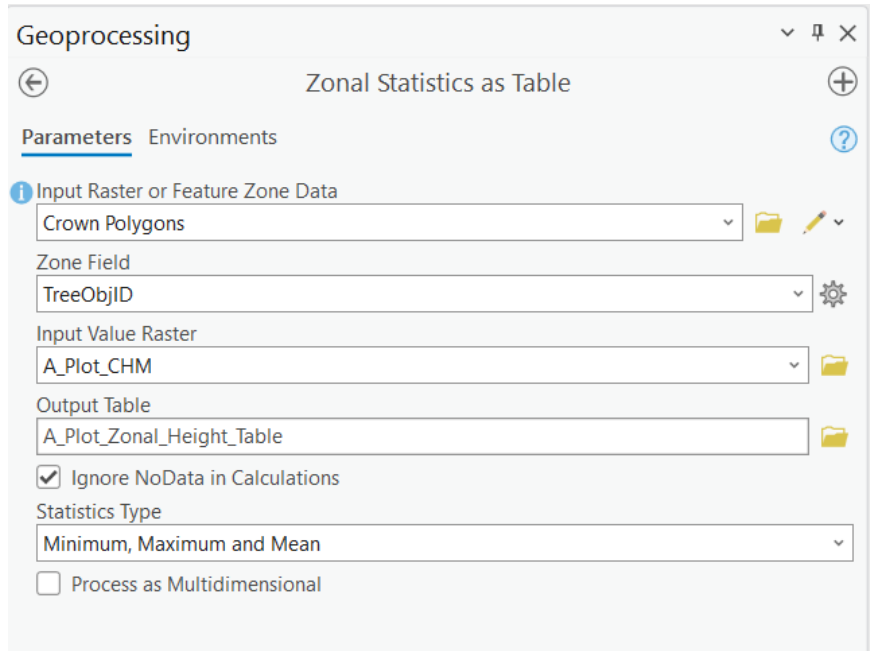 Geoprocessing
Zonal Statistics as Table
Parameters Environments
Input Raster or Feature Zone Data
Crown Polygons
Zone Field
TreeObjID
Input Value Raster
A_Plot_CHM
Output Table
A_Plot_Zonal_Height_Table
Ignore NoData in Calculations
Statistics Type
Minimum, Maximum and Mean
Process as Multidimensional